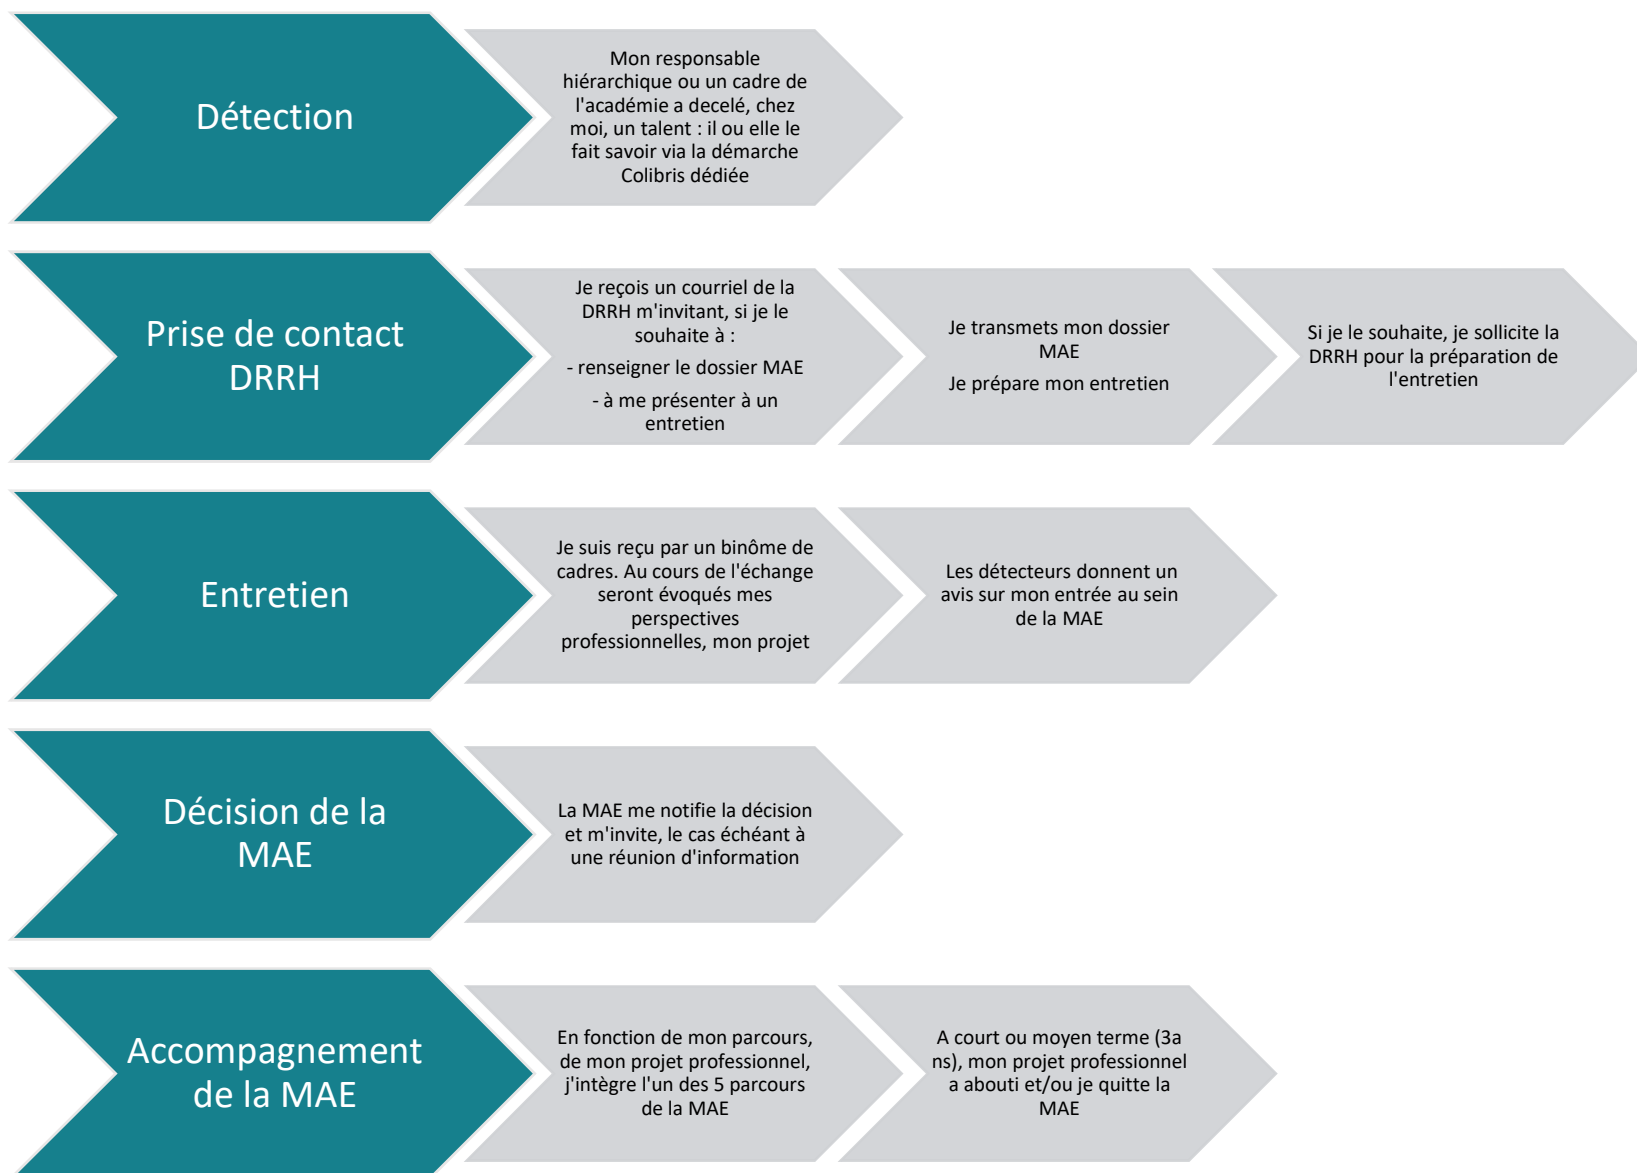 Détection
Mon responsable
hiérarchique ou un cadre de
l'académie a decelé, chez
moi, un talent : il ou elle le
fait savoir via la démarche
Colibris dédiée
Prise de contact
DRRH
Je reçois un courriel de la
DRRH m'invitant, si je le
souhaite à :
- renseigner le dossier MAE
- à me présenter à un
entretien
Je transmets mon dossier
MAE
Je prépare mon entretien
Si je le souhaite, je sollicite la
DRRH pour la préparation de
l'entretien
Entretien
Je suis reçu par un binôme de
cadres. Au cours de l'échange
seront évoqués mes
perspectives
professionnelles, mon projet
Les détecteurs donnent un
avis sur mon entrée au sein
de la MAE
Décision de la
MAE
La MAE me notifie la décision
et m'invite, le cas échéant à
une réunion d'information
Accompagnement
de la MAE
En fonction de mon parcours,
de mon projet professionnel,
j'intègre l'un des 5 parcours
de la MAE
A court ou moyen terme (3a
ns), mon projet professionnel
a abouti et/ou je quitte la
MAE